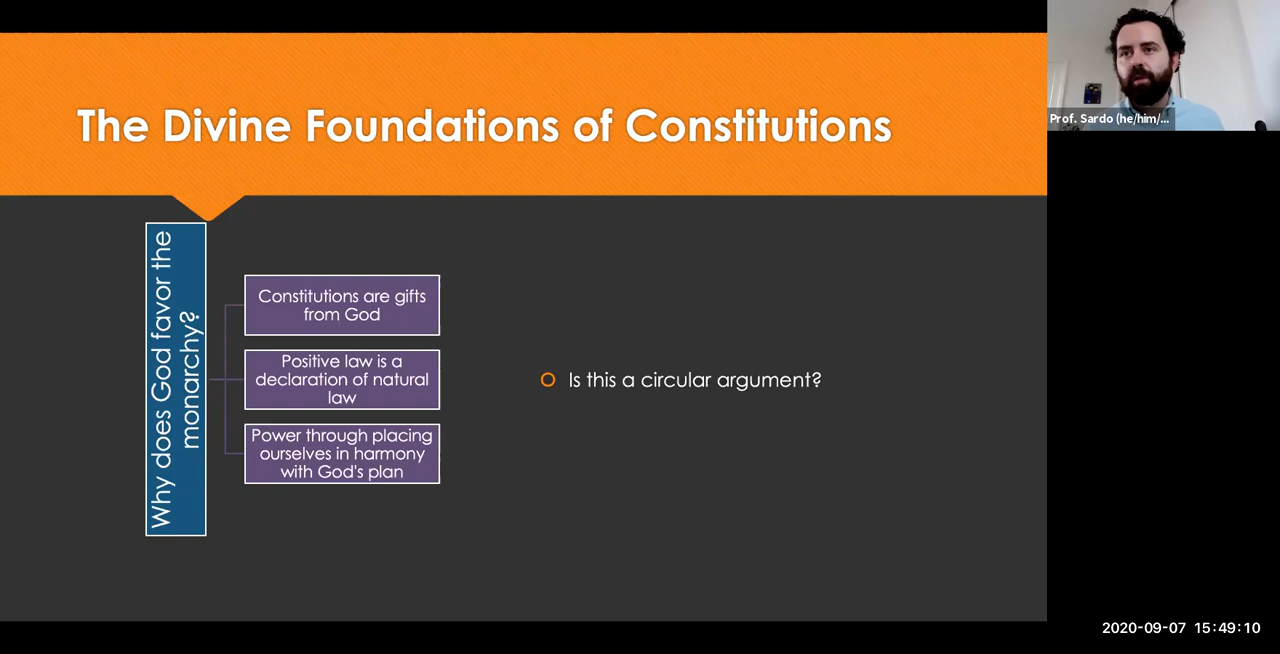 The Divine Foundations of Constitutions
Prof. Sardo (he/him/...
Why does God favor the
monarchy?
Constitutions are gifts
from God
Positive law is a
declaration of natural
law
Power through placing
ourselves in harmony
with God's plan
Is this a circular argument?
2020-09-07 15:49:10